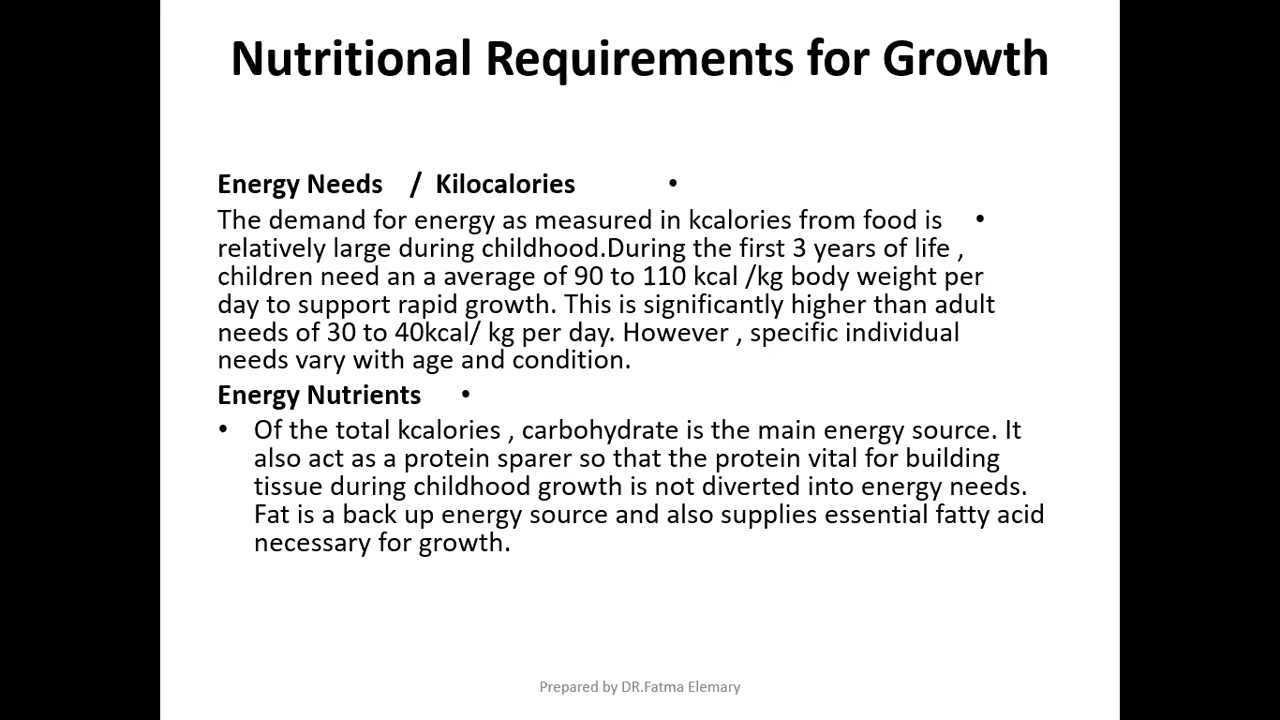 Nutritional Requirements for Growth
Energy Needs / Kilocalories •
The demand for energy as measured in kcalories from food is •
relatively large during childhood.During the first 3 years of life ,
children need an a average of 90 to 110 kcal /kg body weight per
day to support rapid growth. This is significantly higher than adult
needs of 30 to 40kcal/ kg per day. However , specific individual
needs vary with age and condition.
Energy Nutrients •
• Of the total kcalories , carbohydrate is the main energy source. It
also act as a protein sparer so that the protein vital for building
tissue during childhood growth is not diverted into energy needs.
Fat is a back up energy source and also supplies essential fatty acid
necessary for growth.
Prepared by DR.Fatma Elemary